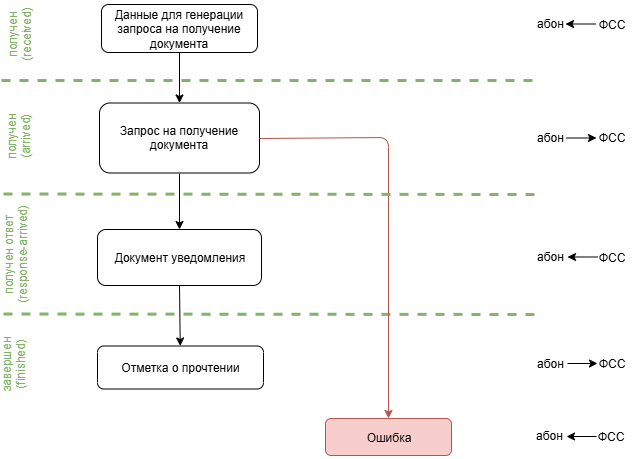 получен
(received)
Данные для генерации
запроса на получение
документа
абон ФСС
получен
(arrived)
Запрос на получение
документа
абон ФСС
получен ответ
(response-arrived)
Документ уведомления
абон ФСС
завершен
(finished)
Отметка о прочтении
абон ФСС
Ошибка
абон ФСС